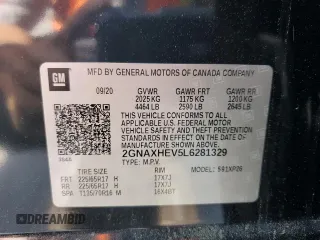 GM
MFD. BY GENERAL MOTORS OF CANADA COMPANY
09/20 GVWR GAWR FRT GAWR RR
2025 KG 1175 KG 1200 KG
4464 LB 2590 LB 2645 LB
THIS VEHICLE CONFORMS TO ALL APPLICABLE
U.S. FEDERAL MOTOR VEHICLE SAFETY, BUMPER, AND
THEFT PREVENTION STANDARDS IN EFFECT ON
THE DATE OF MANUFACTURE SHOWN ABOVE.
2GNAXHEV5L6281329
TYPE: M.P.V.
TIRE SIZE RIM MODEL:
FRT 225/65R17 H 17X7J
RR 225/65R17 H 17X7J
SPA T135/70R16 M 16X4BT
DREAMBID